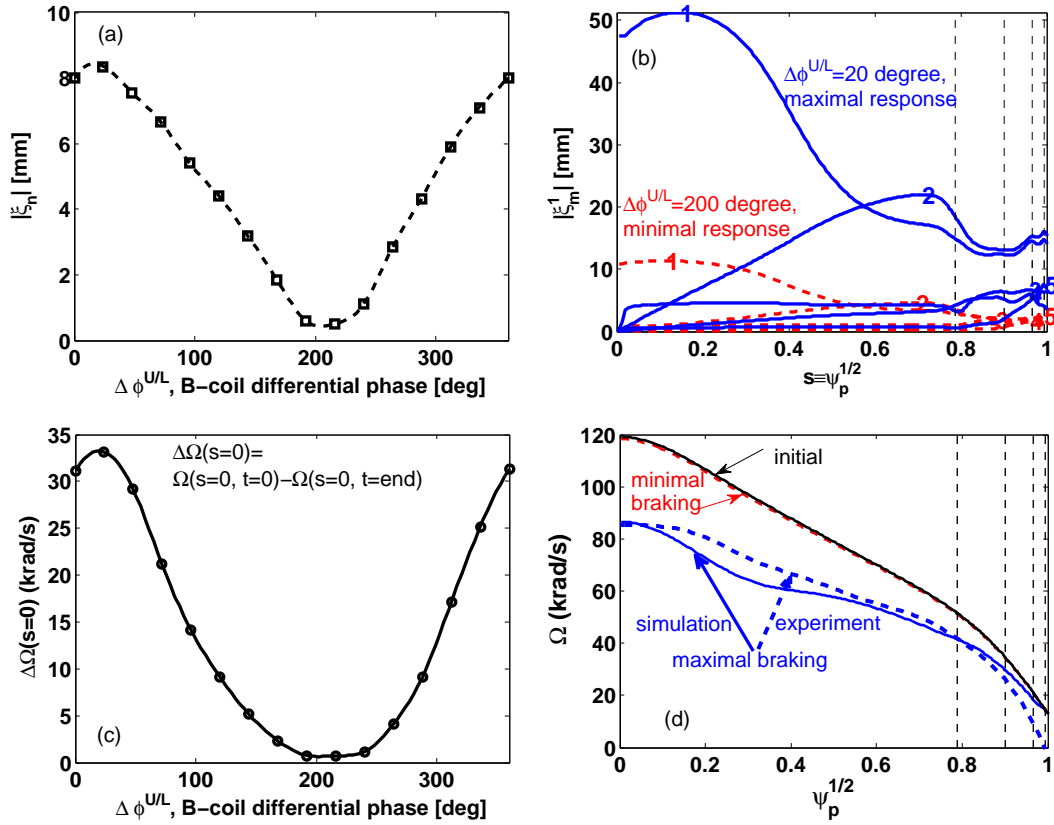 (a)
10
8
6
4
2
0
|ξn| [mm]
0 100 200 300
Δ ϕU/L, B−coil differential phase [deg]
(b)
50
40
30
20
10
0
|ξ1m| [mm]
1
ΔϕU/L=20 degree,
maximal response
2
ΔϕU/L=200 degree,
minimal response
1
2
3
5
3
4
5
0 0.2 0.4 0.6 0.8 1
s≡ψp1/2
(c)
35
30
25
20
15
10
5
0
ΔΩ(s=0) (krad/s)
ΔΩ(s=0)=
Ω(s=0, t=0)−Ω(s=0, t=end)
0 100 200 300
Δ ϕU/L, B−coil differential phase [deg]
(d)
120
100
80
60
40
20
0
Ω (krad/s)
initial
minimal
braking
simulation
experiment
maximal braking
0 0.2 0.4 0.6 0.8 1
ψp1/2